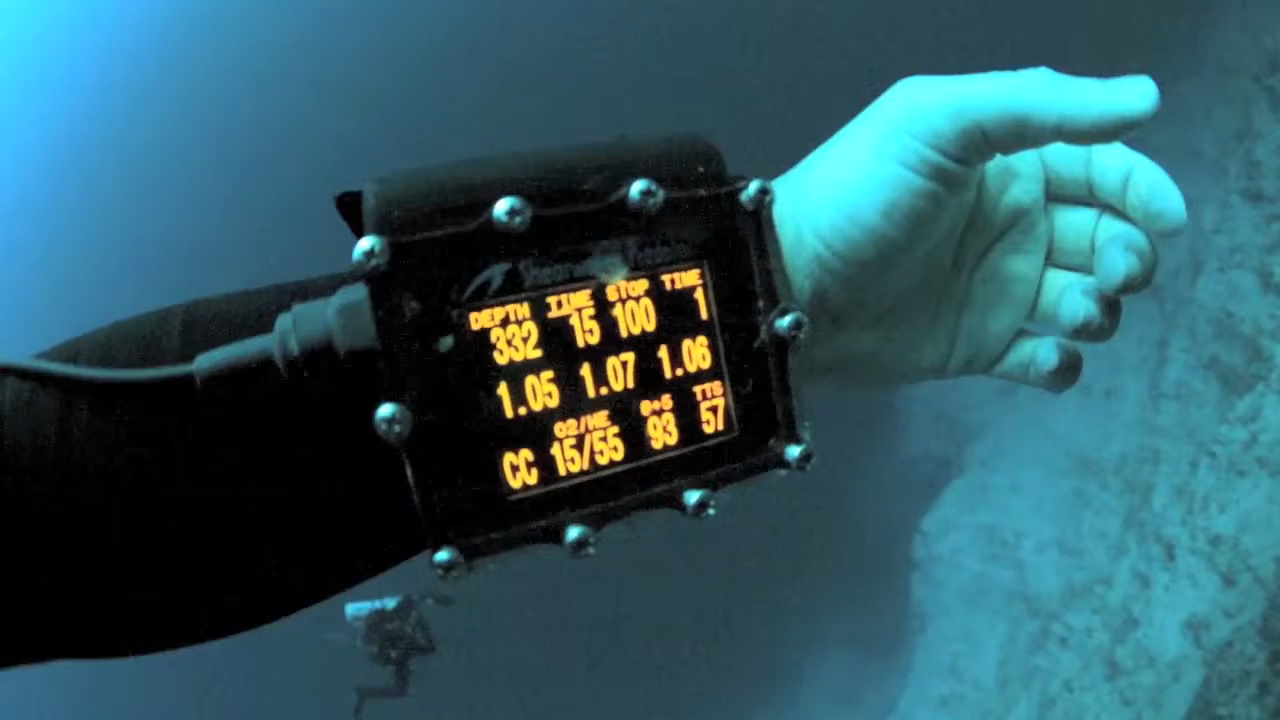 DEPTH TIME STOP TIME
332 15 100 1
1.05 1.07 1.06
O2/HE @+5 TTS
CC 15/55 93 57